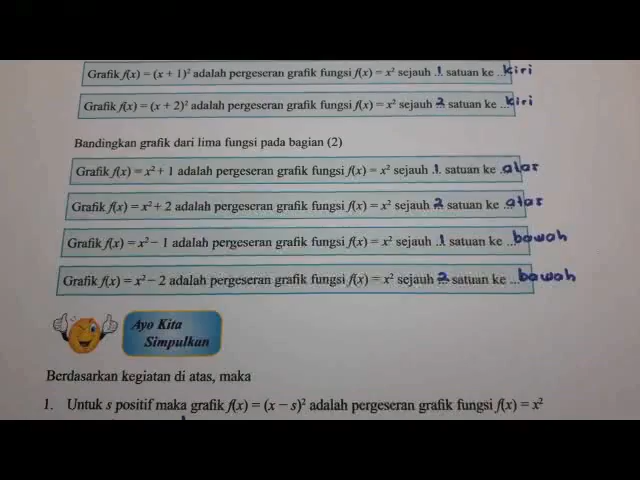 Grafik f(x) = (x + 1)² adalah pergeseran grafik fungsi f(x) = x² sejauh .1. satuan ke ...kiri
Grafik f(x) = (x + 2)² adalah pergeseran grafik fungsi f(x) = x² sejauh 2 satuan ke ...kiri
Bandingkan grafik dari lima fungsi pada bagian (2)
Grafik f(x) = x² + 1 adalah pergeseran grafik fungsi f(x) = x² sejauh .1. satuan ke .atas
Grafik f(x) = x² + 2 adalah pergeseran grafik fungsi f(x) = x² sejauh 2 satuan ke ...atas
Grafik f(x) = x² – 1 adalah pergeseran grafik fungsi f(x) = x² sejauh .1 satuan ke ...bawah
Grafik f(x) = x² – 2 adalah pergeseran grafik fungsi f(x) = x² sejauh 2 satuan ke ...bawah
Ayo Kita
Simpulkan
Berdasarkan kegiatan di atas, maka
1. Untuk s positif maka grafik f(x) = (x – s)² adalah pergeseran grafik fungsi f(x) = x²